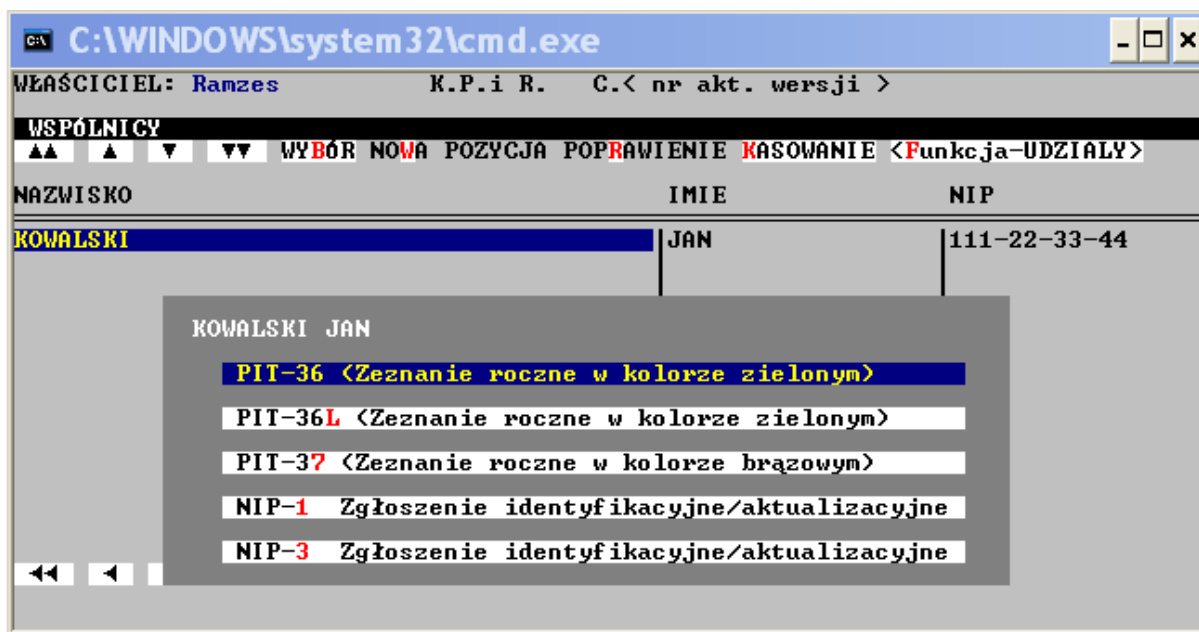 C:\WINDOWS\system32\cmd.exe
WŁAŚCICIEL: Ramzes K.P.i R. C.< nr akt. wersji >
WSPÓLNICY
WYBÓR NOWA POZYCJA POPRAWIENIE KASOWANIE <Funkcja-UDZIALY>
NAZWISKO IMIE NIP
KOWALSKI JAN 111-22-33-44
KOWALSKI JAN
PIT-36 (Zeznanie roczne w kolorze zielonym)
PIT-36L (Zeznanie roczne w kolorze zielonym)
PIT-37 (Zeznanie roczne w kolorze brązowym)
NIP-1 Zgłoszenie identyfikacyjne/aktualizacyjne
NIP-3 Zgłoszenie identyfikacyjne/aktualizacyjne